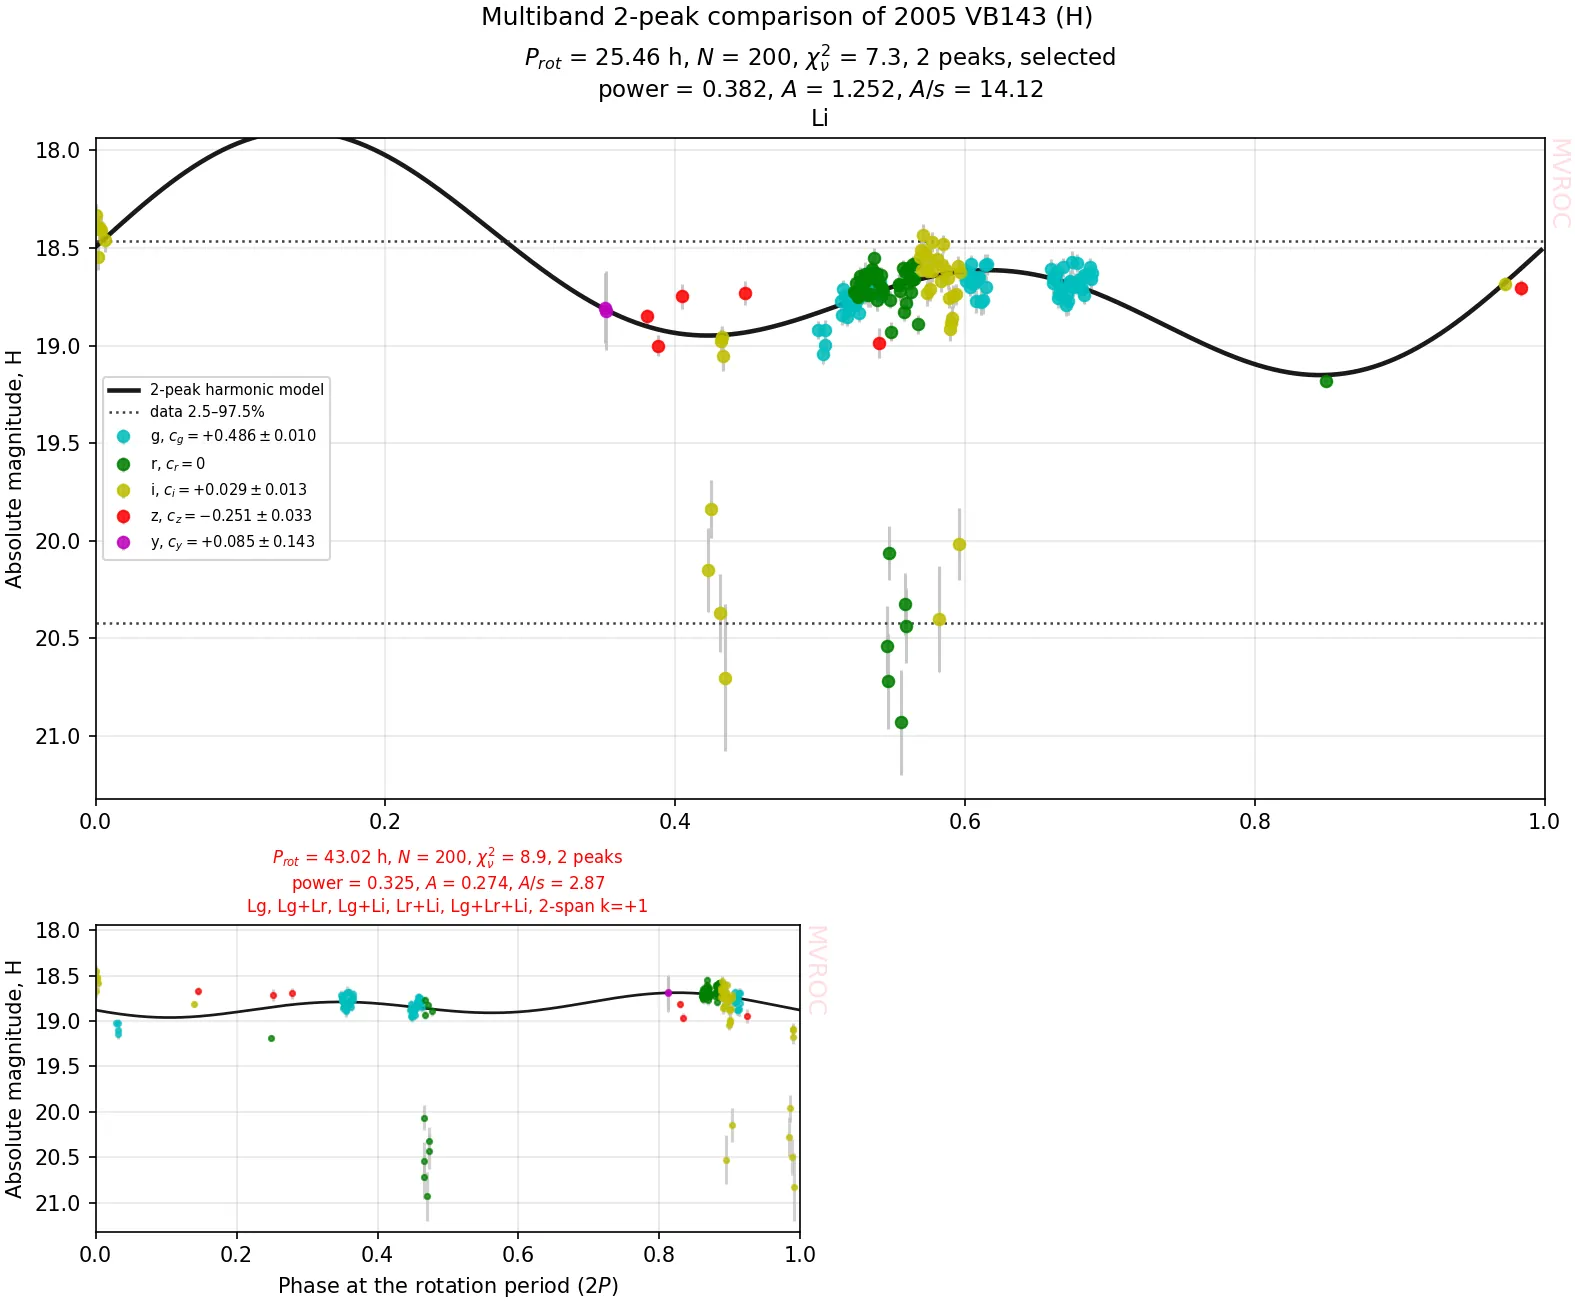 Multiband 2-peak comparison of 2005 VB143 (H)
P_rot = 25.46 h, N = 200, χ²_ν = 7.3, 2 peaks, selected
power = 0.382, A = 1.252, A/s = 14.12
Li
18.0
18.5
19.0
19.5
20.0
20.5
21.0
Absolute magnitude, H
2-peak harmonic model
data 2.5–97.5%
g, c_g = +0.486 ± 0.010
r, c_r = 0
i, c_i = +0.029 ± 0.013
z, c_z = −0.251 ± 0.033
y, c_y = +0.085 ± 0.143
MVROC
0.0 0.2 0.4 0.6 0.8 1.0
P_rot = 43.02 h, N = 200, χ²_ν = 8.9, 2 peaks
power = 0.325, A = 0.274, A/s = 2.87
Lg, Lg+Lr, Lg+Li, Lr+Li, Lg+Lr+Li, 2-span k=+1
18.0
18.5
19.0
19.5
20.0
20.5
21.0
Absolute magnitude, H
MVROC
0.0 0.2 0.4 0.6 0.8 1.0
Phase at the rotation period (2P)